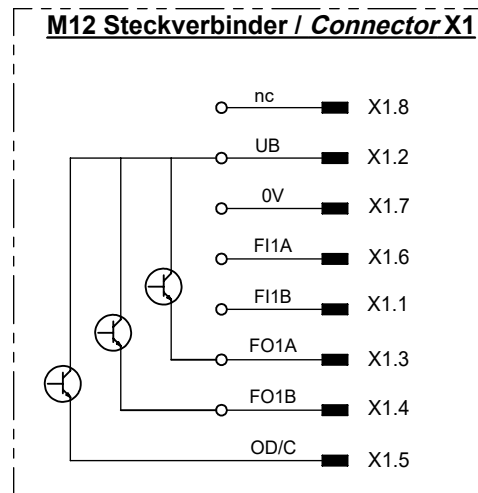 M12 Steckverbinder / Connector X1
nc X1.8
UB X1.2
0V X1.7
FI1A X1.6
FI1B X1.1
FO1A X1.3
FO1B X1.4
OD/C X1.5